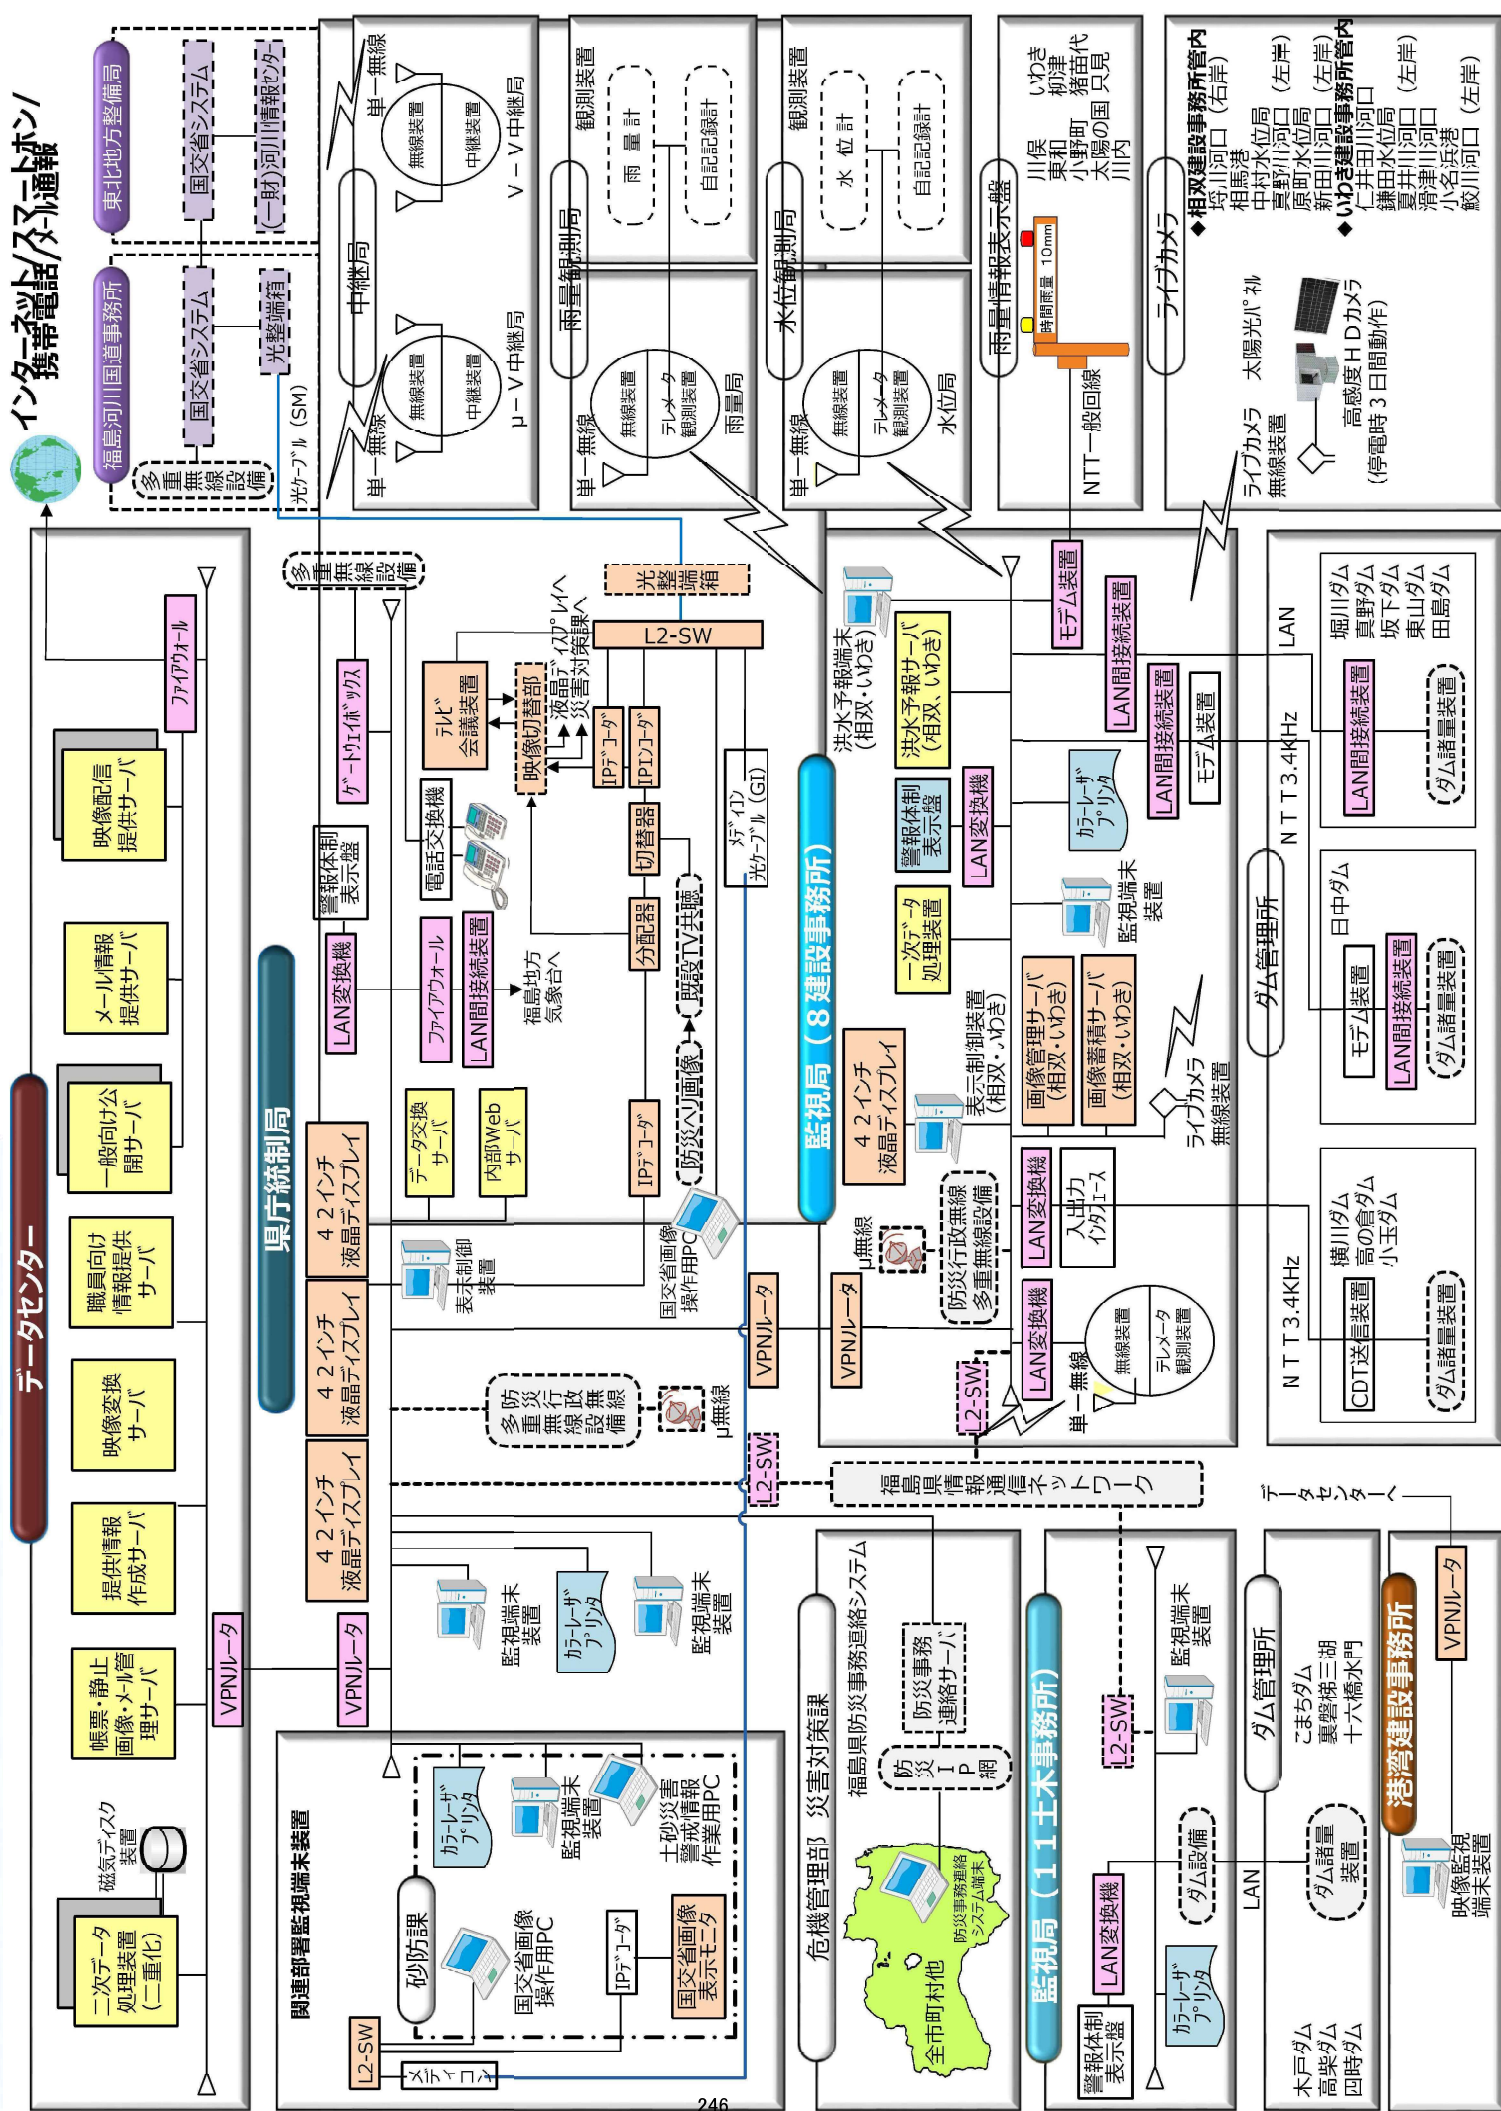 データセンター
二次データ
処理装置
(二重化)
磁気ディスク
装置
帳票・静止
画像・メール管
理サーバ
提供情報
作成サーバ
映像変換
サーバ
職員向け
情報提供
サーバ
一般向け公
開サーバ
メール情報
提供サーバ
映像配信
提供サーバ
ファイアウォール
VPNルータ
インターネット/スマートホン/
携帯電話/メール通報
福島河川国道事務所
国交省システム
光整端箱
多重
無線設
備
光ケーブル (SM)
東北地方整備局
国交省システム
(一財)河川情報センター
県庁統制局
VPNルータ
42インチ
液晶ディスプレイ
42インチ
液晶ディスプレイ
42インチ
液晶ディスプレイ
監視端末
装置
カラーレーザ
プリンタ
監視端末
装置
防災行政無線
多重無線設備
μ無線
表示制御
装置
データ交換
サーバ
内部Web
サーバ
LAN変換機
警報体制
表示盤
ファイアウォール
LAN間接続装置
福島地方
気象台へ
電話交換機
ゲートウェイボックス
多重
無線設
備
テレビ
会議装置
映像切替部
液晶ディスプレイへ
災害対策課へ
IPデコーダ
IPエンコーダ
切替器
分配器
IPデコーダ
L2-SW
光整端箱
防災ヘリ画像
既設TV共聴
国交省画像
操作用PC
メディコン
光ケーブル (GI)
VPNルータ
L2-SW
関連部署監視端末装置
砂防課
カラーレーザ
プリンタ
監視端末
装置
土砂災害
警戒情報
作業用PC
国交省画像
操作用PC
IPデコーダ
国交省画像
表示モニタ
L2-SW
メディコン
中継局
単一無線
無線装置
中継装置
μ－V中継局
単一無線
無線装置
中継装置
V－V中継局
雨量観測局
単一無線
無線装置
テレメータ
観測装置
雨量局
観測装置
雨量計
自記記録計
水位観測局
単一無線
無線装置
テレメータ
観測装置
水位局
観測装置
水位計
自記記録計
雨量情報表示盤
NTT一般回線
時間雨量 10mm
川俣 いわき
東和 柳津
小野町 猪苗代
太陽の国 只見
川内
ライブカメラ
ライブカメラ
無線装置
太陽光パネル
高感度HDカメラ
(停電時3日間動作)
◆相双建設事務所管内
埒川河口 (右岸)
相馬港
中村水位局
真野川河口 (左岸)
原町水位局
新田川河口 (左岸)
◆いわき建設事務所管内
仁井田川河口
鎌田水位局
夏井川河口 (左岸)
滑津川河口
小名浜港
鮫川河口 (左岸)
監視局 (8建設事務所)
VPNルータ
μ無線
防災行政無線
多重無線設備
42インチ
液晶ディスプレイ
表示制御装置
(相双・いわき)
一次データ
処理装置
警報体制
表示盤
LAN変換機
洪水予報サーバ
(相双、いわき)
洪水予報端末
(相双・いわき)
モデム装置
L2-SW
LAN変換機
単一無線
無線装置
テレメータ
観測装置
LAN変換機
入出力
インタフェース
画像管理サーバ
(相双・いわき)
画像蓄積サーバ
(相双・いわき)
ライブカメラ
無線装置
監視端末
装置
カラーレーザ
プリンタ
LAN間接続装置
モデム装置
LAN間接続装置
ダム管理所
NTT3.4KHz
CDT送信装置
横川ダム
高の倉ダム
小玉ダム
ダム諸量装置
NTT3.4KHz
モデム装置
LAN間接続装置
日中ダム
ダム諸量装置
LAN
LAN間接続装置
堀川ダム
真野ダム
坂下ダム
東山ダム
田島ダム
ダム諸量装置
福島県情報通信ネットワーク
危機管理部 災害対策課
福島県防災事務連絡システム
防災事務
連絡サーバ
防災
IP
網
防災事務連絡
システム端末
全市町村他
監視局 (11土木事務所)
L2-SW
監視端末
装置
LAN変換機
警報体制
表示盤
カラーレーザ
プリンタ
ダム設備
ダム管理所
LAN
ダム諸量
装置
こまちダム
裏磐梯三湖
十六橋水門
木戸ダム
高柴ダム
四時ダム
港湾建設事務所
データセンターへ
VPNルータ
映像監視
端末装置
246